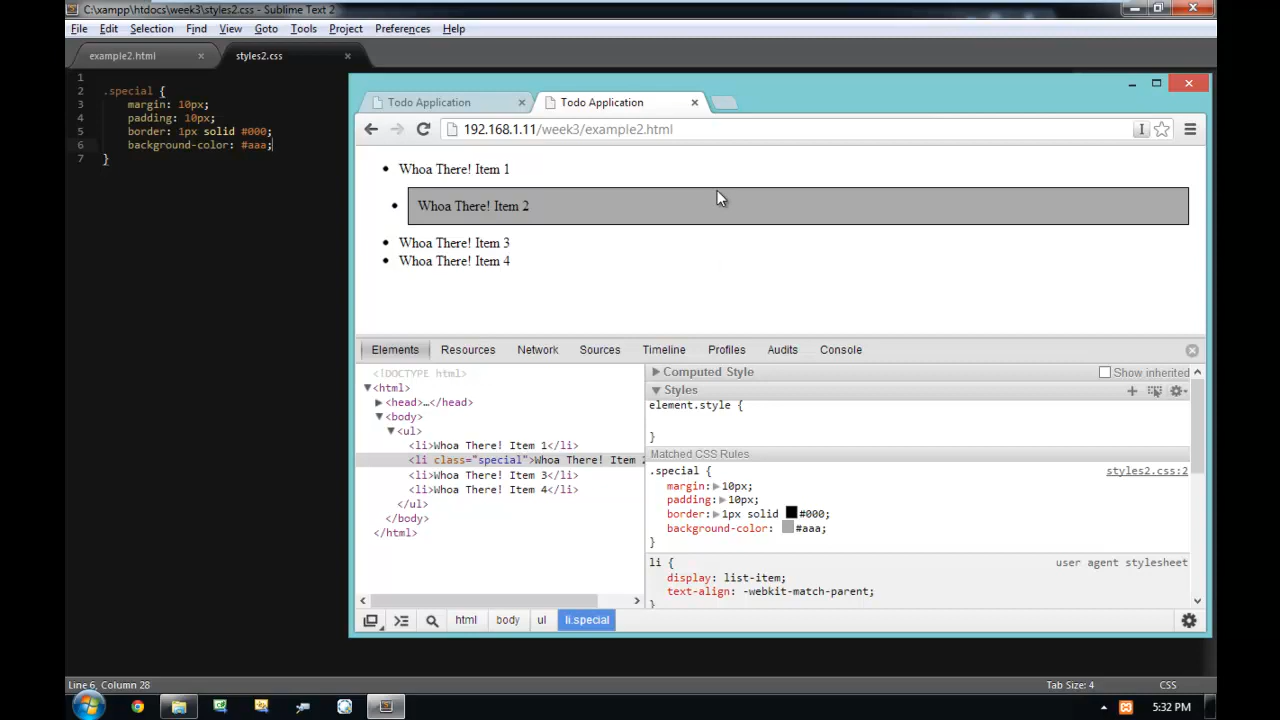 C:\xampp\htdocs\week3\styles2.css - Sublime Text 2
File Edit Selection Find View Goto Tools Project Preferences Help
example2.html × styles2.css ×
1
2 .special {
3 margin: 10px;
4 padding: 10px;
5 border: 1px solid #000;
6 background-color: #aaa;
7 }
Todo Application × Todo Application ×
192.168.1.11/week3/example2.html
• Whoa There! Item 1
• Whoa There! Item 2
• Whoa There! Item 3
• Whoa There! Item 4
Elements Resources Network Sources Timeline Profiles Audits Console
<!DOCTYPE html>
▼<html>
▶<head>…</head>
▼<body>
▼<ul>
<li>Whoa There! Item 1</li>
<li class="special">Whoa There! Item 2
<li>Whoa There! Item 3</li>
<li>Whoa There! Item 4</li>
</ul>
</body>
</html>
▶ Computed Style Show inherited
▼ Styles
element.style {
}
Matched CSS Rules
.special { styles2.css:2
margin:▶10px;
padding:▶10px;
border:▶1px solid #000;
background-color: #aaa;
}
li { user agent stylesheet
display: list-item;
text-align: -webkit-match-parent;
}
html body ul li.special
Line 6, Column 28 Tab Size: 4 CSS
5:32 PM